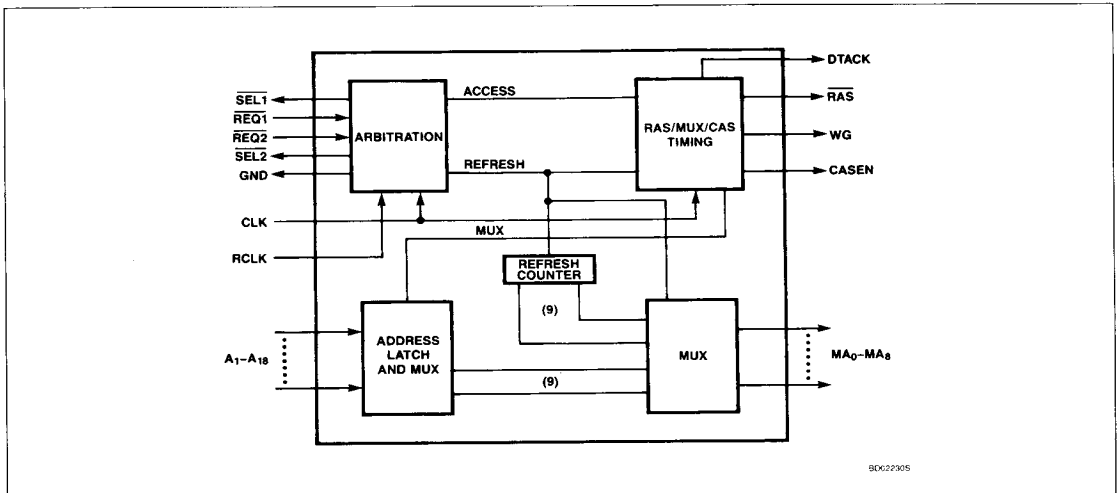 DTACK
ACCESS
SEL1
RAS
REQ1
RAS/MUX/CAS
TIMING
ARBITRATION
WG
REQ2
SEL2
REFRESH
CASEN
GND
CLK
MUX
RCLK
REFRESH
COUNTER
(9)
ADDRESS
LATCH
AND MUX
MUX
A1–A18
MA0–MA8
(9)
BD02230S